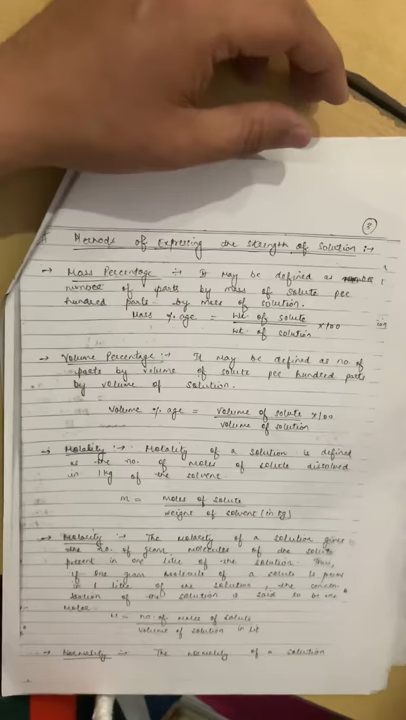 3
# Methods of Expressing the strength of Solution :→
→ Mass Percentage :→ It may be defined as
number of parts by mass of solute per
hundred parts by mass of solution.
Mass % age = Wt. of solute / Wt. of solution ×100
→ Volume Percentage :→ It may be defined as no. of
parts by volume of solute per hundred parts
by volume of solution.
Volume % age = Volume of solute / Volume of solution ×100
→ Molality :→ Molality of a solution is defined
as the no. of moles of solute dissolved
in 1 kg of the solvent
m = moles of solute / weight of solvent (in kg)
→ Molarity :→ The molarity of a solution gives
the no. of gram molecules of the solute
present in one litre of the solution. Thus,
if one gram molecule of a solute is present
in 1 litre of the solution, the concen
tration of the solution is said to be one
molar.
M = no. of moles of solute / Volume of solution in lit
→ Normality :→ The normality of a solution